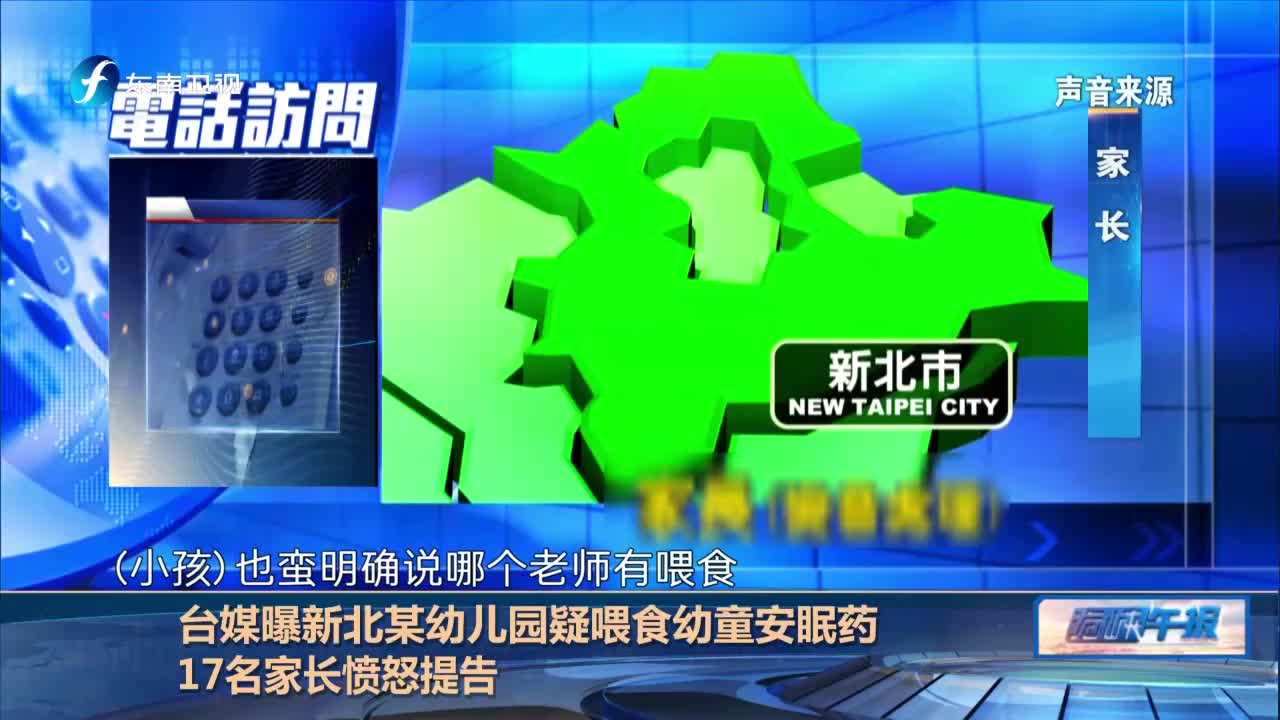 东南卫视
電話訪問
声音来源
家长
新北市
NEW TAIPEI CITY
(小孩)也蛮明确说哪个老师有喂食
台媒曝新北某幼儿园疑喂食幼童安眠药
17名家长愤怒提告
海峡午报